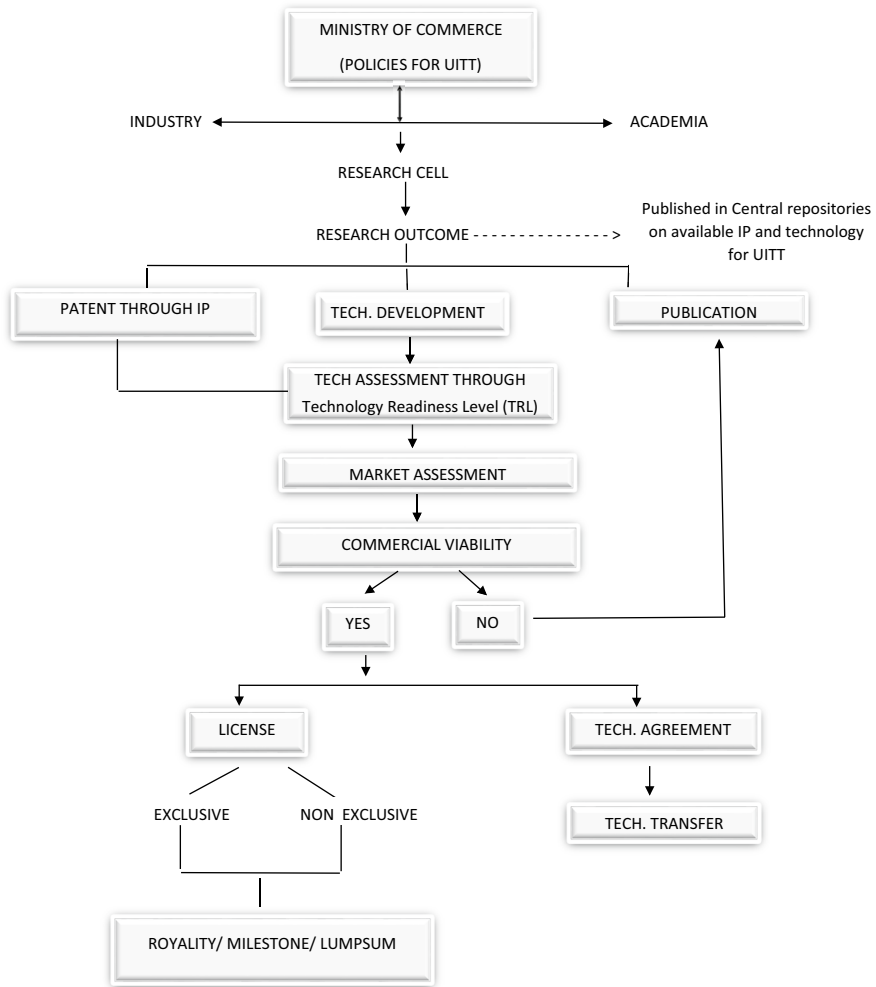 MINISTRY OF COMMERCE
(POLICIES FOR UITT)
INDUSTRY
ACADEMIA
RESEARCH CELL
RESEARCH OUTCOME
Published in Central repositories
on available IP and technology
for UITT
PATENT THROUGH IP
TECH. DEVELOPMENT
PUBLICATION
TECH ASSESSMENT THROUGH
Technology Readiness Level (TRL)
MARKET ASSESSMENT
COMMERCIAL VIABILITY
YES
NO
LICENSE
TECH. AGREEMENT
EXCLUSIVE
NON EXCLUSIVE
TECH. TRANSFER
ROYALITY/ MILESTONE/ LUMPSUM